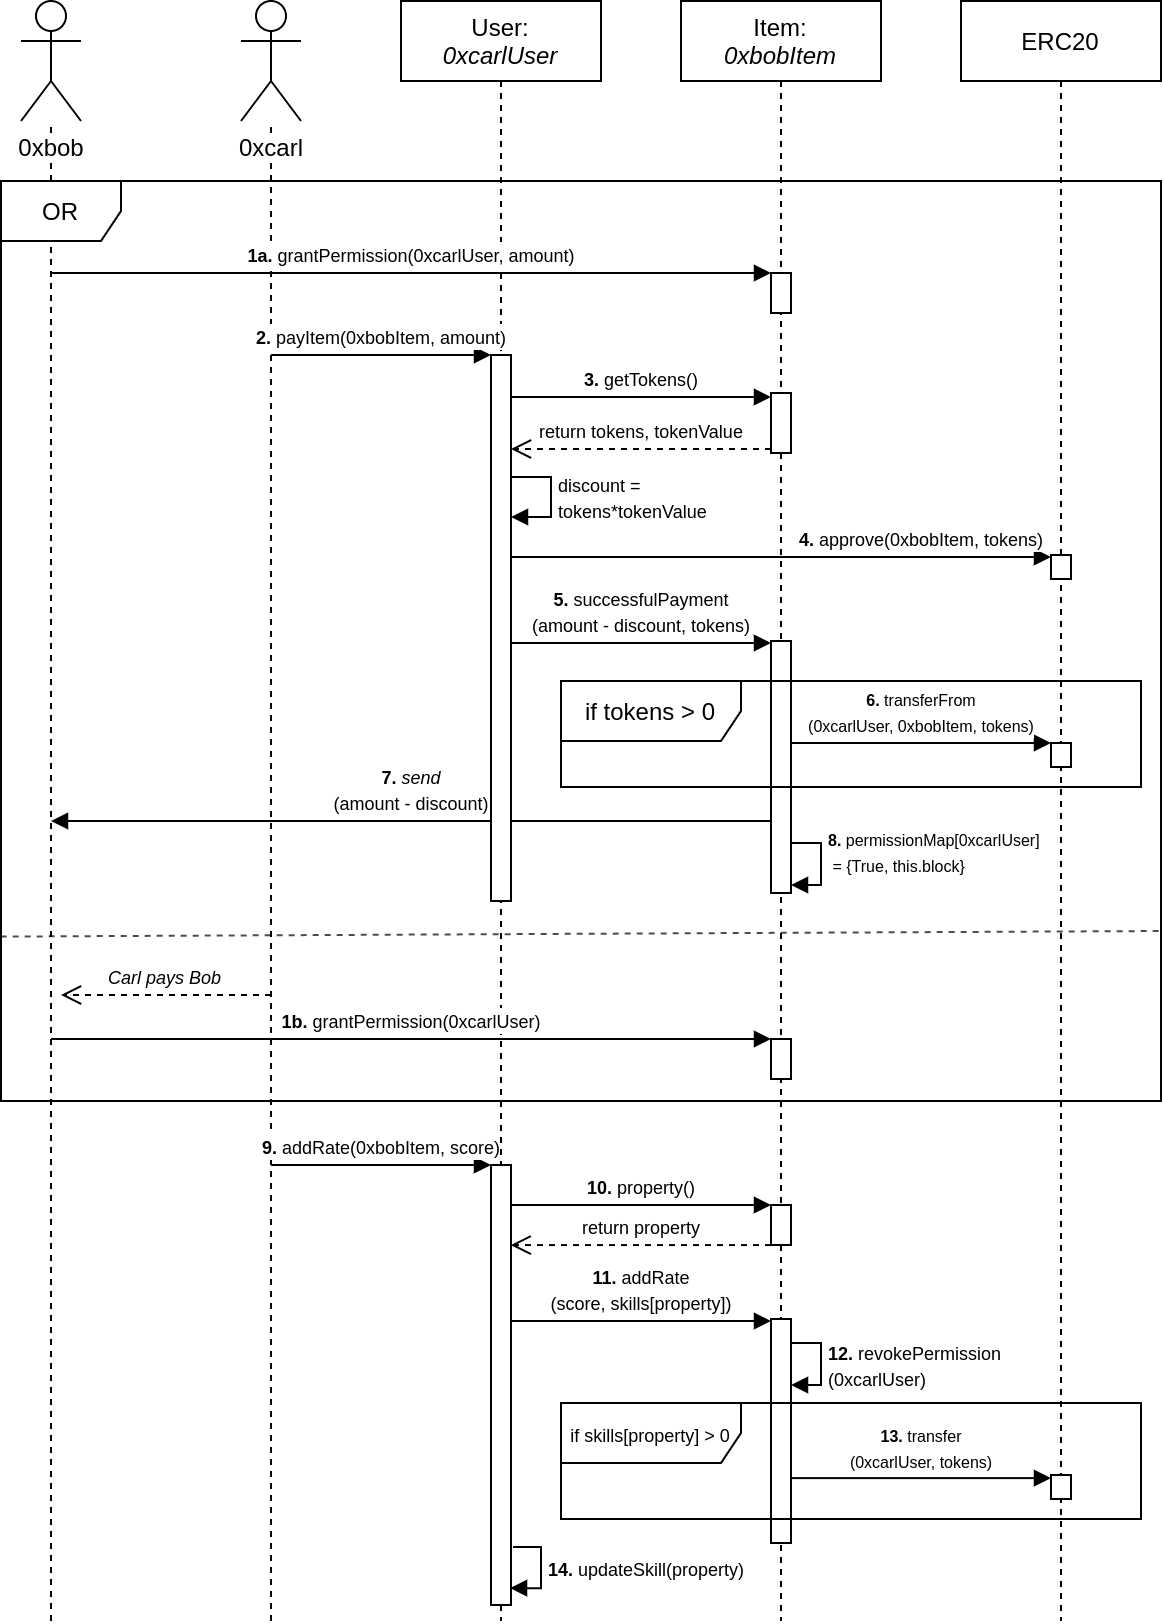 User:
0xcarlUser
Item:
0xbobItem
ERC20
0xbob
0xcarl
OR
1a. grantPermission(0xcarlUser, amount)
2. payItem(0xbobItem, amount)
3. getTokens()
return tokens, tokenValue
discount =
tokens*tokenValue
4. approve(0xbobItem, tokens)
5. successfulPayment
(amount - discount, tokens)
if tokens > 0
6. transferFrom
(0xcarlUser, 0xbobItem, tokens)
7. send
(amount - discount)
8. permissionMap[0xcarlUser]
= {True, this.block}
Carl pays Bob
1b. grantPermission(0xcarlUser)
9. addRate(0xbobItem, score)
10. property()
return property
11. addRate
(score, skills[property])
12. revokePermission
(0xcarlUser)
if skills[property] > 0
13. transfer
(0xcarlUser, tokens)
14. updateSkill(property)